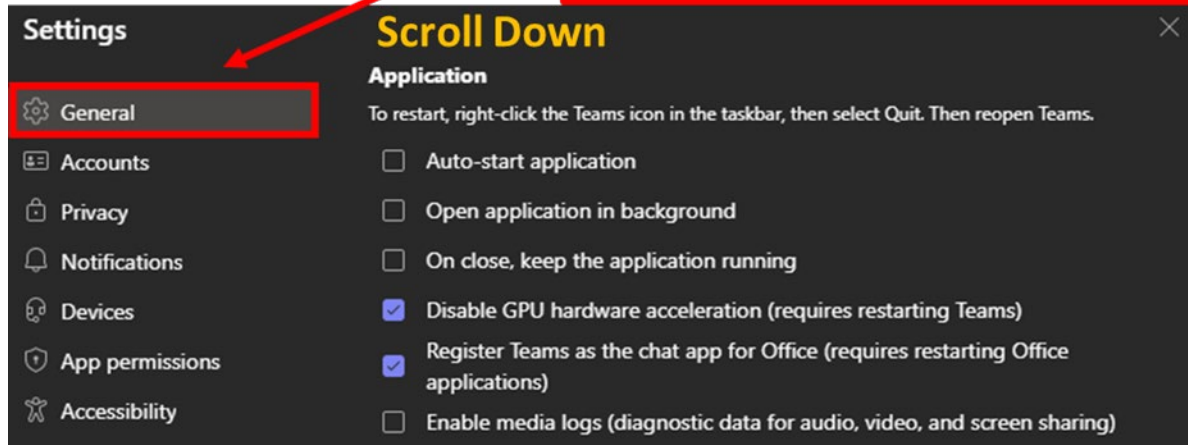 Settings
Scroll Down
Application
To restart, right-click the Teams icon in the taskbar, then select Quit. Then reopen Teams.
General
Accounts
Privacy
Notifications
Devices
App permissions
Accessibility
Auto-start application
Open application in background
On close, keep the application running
Disable GPU hardware acceleration (requires restarting Teams)
Register Teams as the chat app for Office (requires restarting Office
applications)
Enable media logs (diagnostic data for audio, video, and screen sharing)